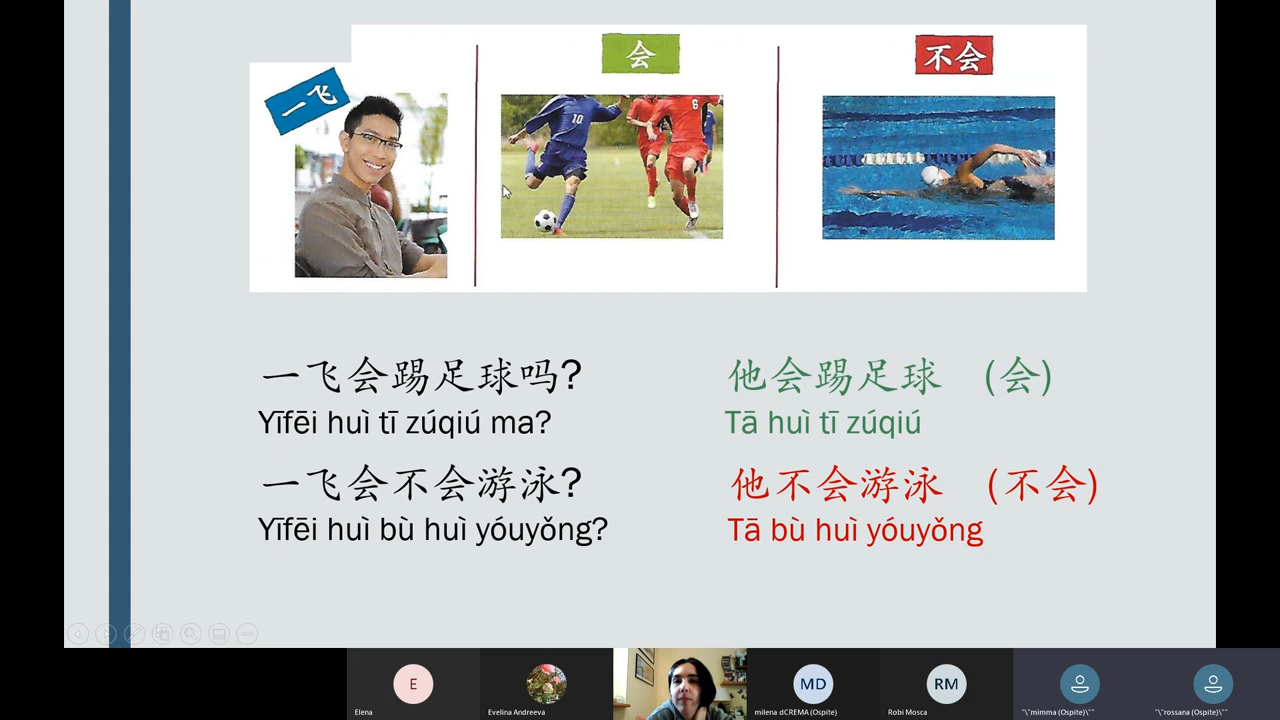 一飞
会
不会
10
6
一飞会踢足球吗?
Yīfēi huì tī zúqiú ma?
他会踢足球 (会)
Tā huì tī zúqiú
一飞会不会游泳?
Yīfēi huì bù huì yóuyǒng?
他不会游泳 (不会)
Tā bù huì yóuyǒng
E
Elena
Evelina Andreeva
MD
milena dCREMA (Ospite)
RM
Robi Mosca
"\"mimma (Ospite)\""
"\"rossana (Ospite)\""